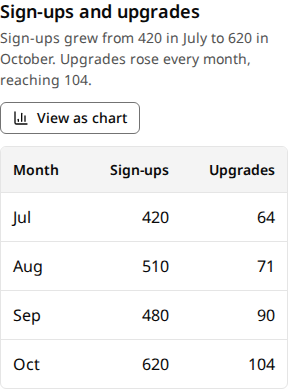 Sign-ups and upgrades
Sign-ups grew from 420 in July to 620 in
October. Upgrades rose every month,
reaching 104.
View as chart
Month Sign-ups Upgrades
Jul 420 64
Aug 510 71
Sep 480 90
Oct 620 104